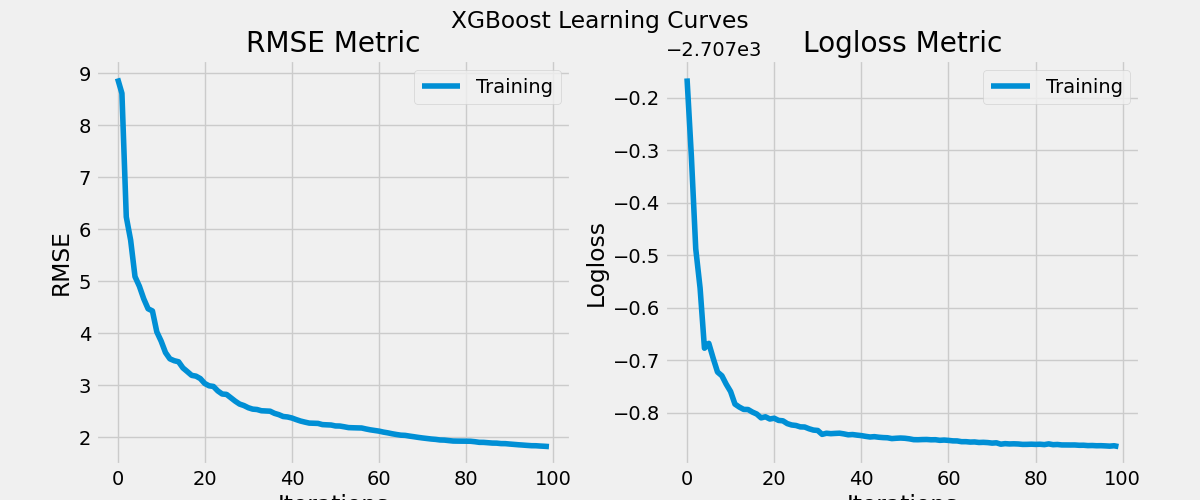 XGBoost Learning Curves
RMSE Metric
9
8
7
6
5
4
3
2
RMSE
Training
0 20 40 60 80 100
Iterations
−2.707e3
Logloss Metric
−0.2
−0.3
−0.4
−0.5
−0.6
−0.7
−0.8
Logloss
Training
0 20 40 60 80 100
Iterations